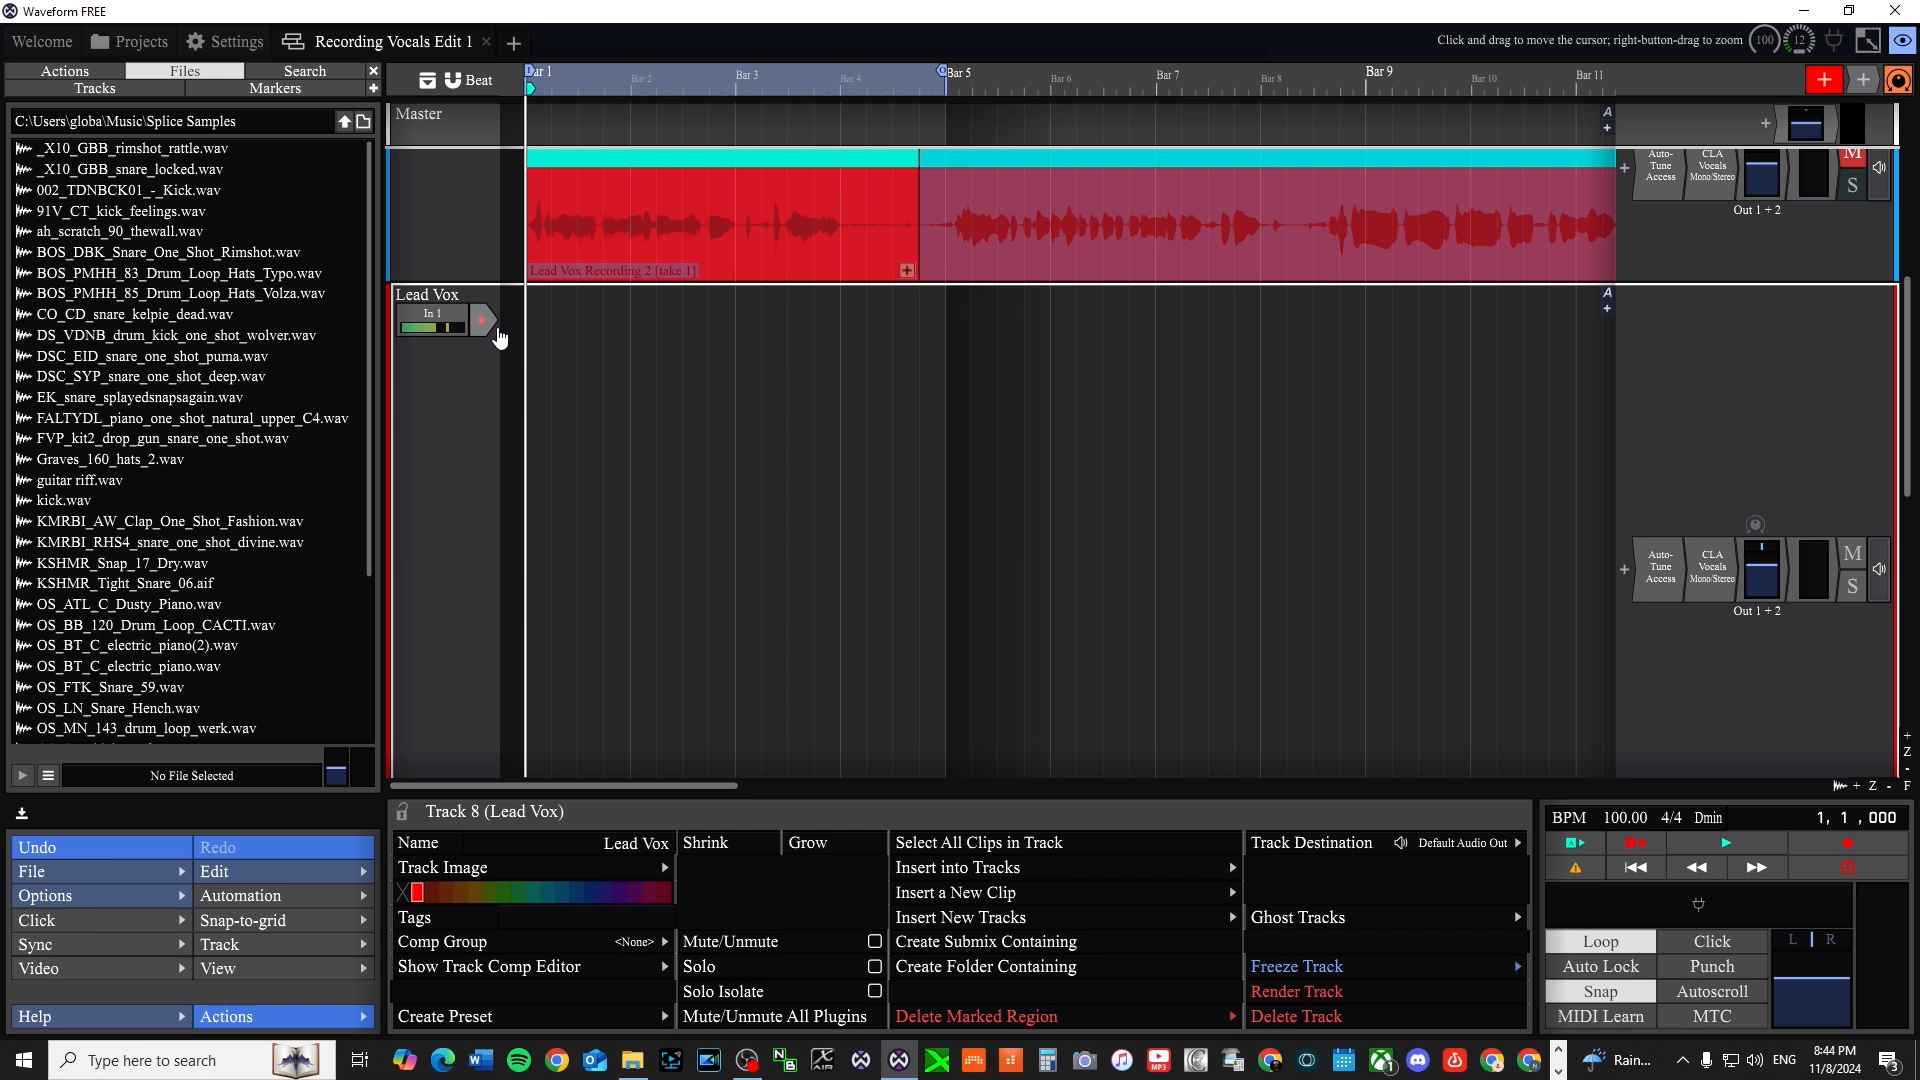 Waveform FREE
Welcome Projects Settings Recording Vocals Edit 1
Click and drag to move the cursor; right-button-drag to zoom 100 12
Actions Files Search
Tracks Markers
Beat
Bar 2 Bar 3 Bar 4 Bar 5 Bar 6 Bar 7 Bar 8 Bar 9 Bar 10 Bar 11
C:\Users\globa\Music\Splice Samples
_X10_GBB_rimshot_rattle.wav
_X10_GBB_snare_locked.wav
002_TDNBCK01_-_Kick.wav
91V_CT_kick_feelings.wav
ah_scratch_90_thewall.wav
BOS_DBK_Snare_One_Shot_Rimshot.wav
BOS_PMHH_83_Drum_Loop_Hats_Typo.wav
BOS_PMHH_85_Drum_Loop_Hats_Volza.wav
CO_CD_snare_kelpie_dead.wav
DS_VDNB_drum_kick_one_shot_wolver.wav
DSC_EID_snare_one_shot_puma.wav
DSC_SYP_snare_one_shot_deep.wav
EK_snare_splayedsnapsagain.wav
FALTYDL_piano_one_shot_natural_upper_C4.wav
FVP_kit2_drop_gun_snare_one_shot.wav
Graves_160_hats_2.wav
guitar riff.wav
kick.wav
KMRBI_AW_Clap_One_Shot_Fashion.wav
KMRBI_RHS4_snare_one_shot_divine.wav
KSHMR_Snap_17_Dry.wav
KSHMR_Tight_Snare_06.aif
OS_ATL_C_Dusty_Piano.wav
OS_BB_120_Drum_Loop_CACTI.wav
OS_BT_C_electric_piano(2).wav
OS_BT_C_electric_piano.wav
OS_FTK_Snare_59.wav
OS_LN_Snare_Hench.wav
OS_MN_143_drum_loop_werk.wav
No File Selected
Master
A
Auto-Tune Access CLA Vocals Mono/Stereo M S
Out 1 + 2
Lead Vox Recording 2 [take 1]
Lead Vox
In 1
A
Auto-Tune Access CLA Vocals Mono/Stereo M S
Out 1 + 2
+ Z - F
+ Z -
Undo Redo
File Edit
Options Automation
Click Snap-to-grid
Sync Track
Video View
Help Actions
Track 8 (Lead Vox)
Name Lead Vox Shrink Grow Select All Clips in Track Track Destination Default Audio Out
Track Image Insert into Tracks
Insert a New Clip
Tags Insert New Tracks Ghost Tracks
Comp Group <None> Mute/Unmute Create Submix Containing
Show Track Comp Editor Solo Create Folder Containing Freeze Track
Solo Isolate Render Track
Create Preset Mute/Unmute All Plugins Delete Marked Region Delete Track
BPM 100.00 4/4 Dmin 1, 1 , 000
Loop Click L R
Auto Lock Punch
Snap Autoscroll
MIDI Learn MTC
Type here to search
Rain... ENG 8:44 PM
11/8/2024